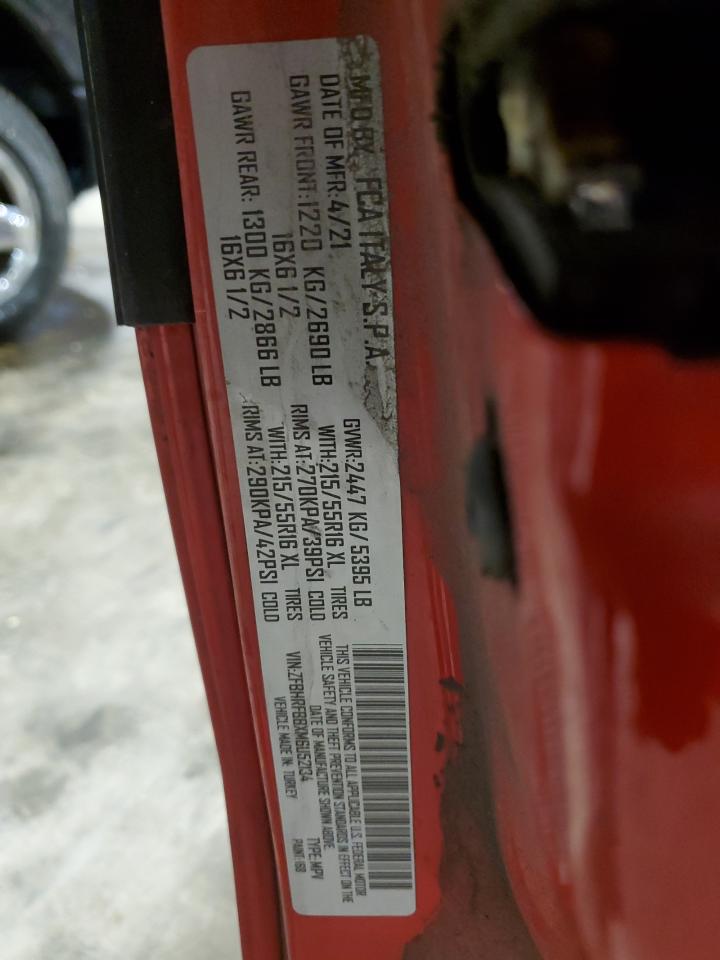 MFD BY FCA ITALY S.P.A.
DATE OF MFR:4/21 GVWR:2447 KG/5395 LB
GAWR FRONT:1220 KG/2690 LB WITH:215/55R16 XL TIRES
16X6 1/2 RIMS AT:270KPA/39PSI COLD
GAWR REAR: 1300 KG/2866 LB WITH:215/55R16 XL TIRES
16X6 1/2 RIMS AT:290KPA/42PSI COLD
THIS VEHICLE CONFORMS TO ALL APPLICABLE U.S. FEDERAL MOTOR
VEHICLE SAFETY AND THEFT PREVENTION STANDARDS IN EFFECT ON THE
DATE OF MANUFACTURE SHOWN ABOVE.
VIN:ZFBHRFBBXM6U52134 TYPE:MPV
VEHICLE MADE IN: TURKEY PAINT:168